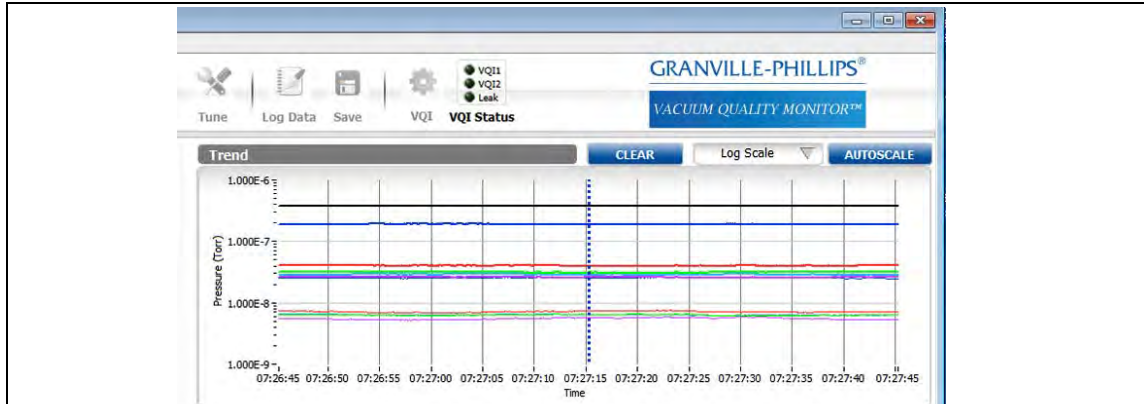 GRANVILLE-PHILLIPS®
VACUUM QUALITY MONITOR™
VQI1
VQI2
Leak
Tune
Log Data
Save
VQI
VQI Status
Trend
CLEAR
Log Scale
AUTOSCALE
1.000E-6
1.000E-7
1.000E-8
1.000E-9
Pressure (Torr)
07:26:45 07:26:50 07:26:55 07:27:00 07:27:05 07:27:10 07:27:15 07:27:20 07:27:25 07:27:30 07:27:35 07:27:40 07:27:45
Time